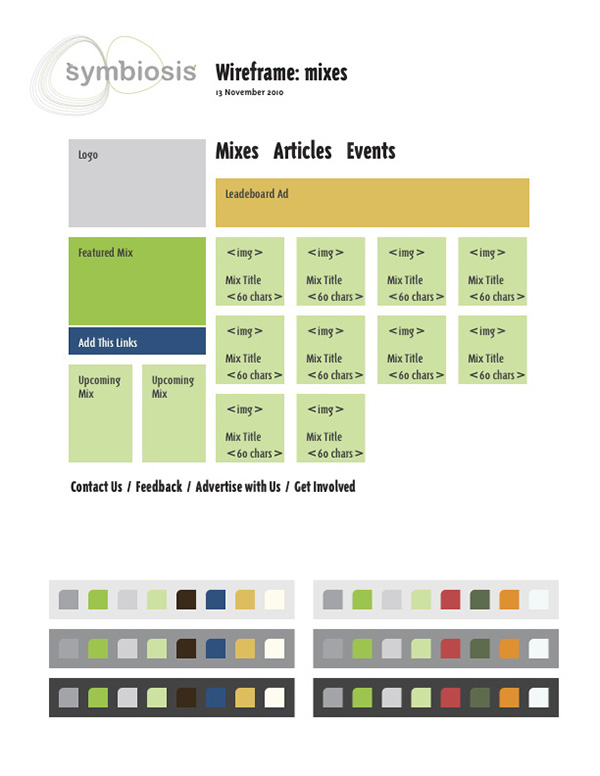 symbiosis
Wireframe: mixes
13 November 2010
Logo
Mixes Articles Events
Leadeboard Ad
Featured Mix
Add This Links
Upcoming
Mix
Upcoming
Mix
<img>
Mix Title
<60 chars>
<img>
Mix Title
<60 chars>
<img>
Mix Title
<60 chars>
<img>
Mix Title
<60 chars>
<img>
Mix Title
<60 chars>
<img>
Mix Title
<60 chars>
<img>
Mix Title
<60 chars>
<img>
Mix Title
<60 chars>
<img>
Mix Title
<60 chars>
<img>
Mix Title
<60 chars>
Contact Us / Feedback / Advertise with Us / Get Involved